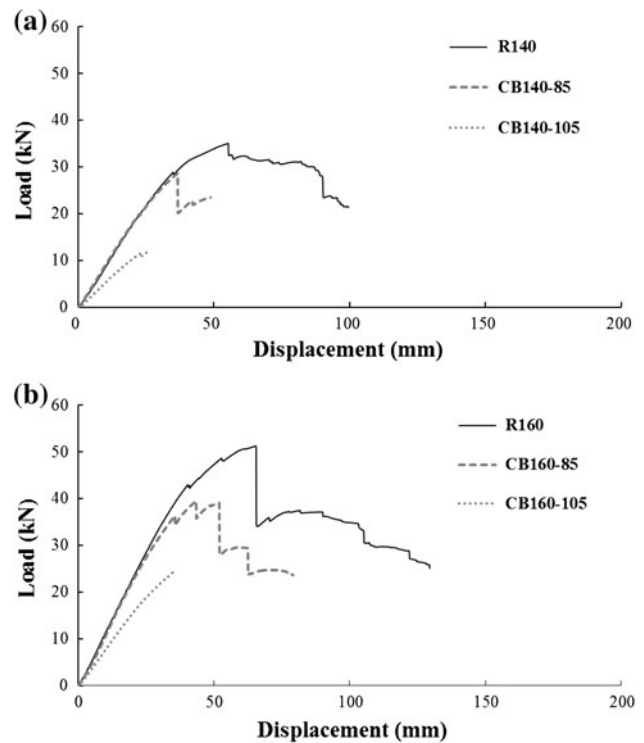 (a)
60
50
40
30
20
10
0
Load (kN)
R140
CB140-85
CB140-105
0 50 100 150 200
Displacement (mm)
(b)
60
50
40
30
20
10
0
Load (kN)
R160
CB160-85
CB160-105
0 50 100 150 200
Displacement (mm)